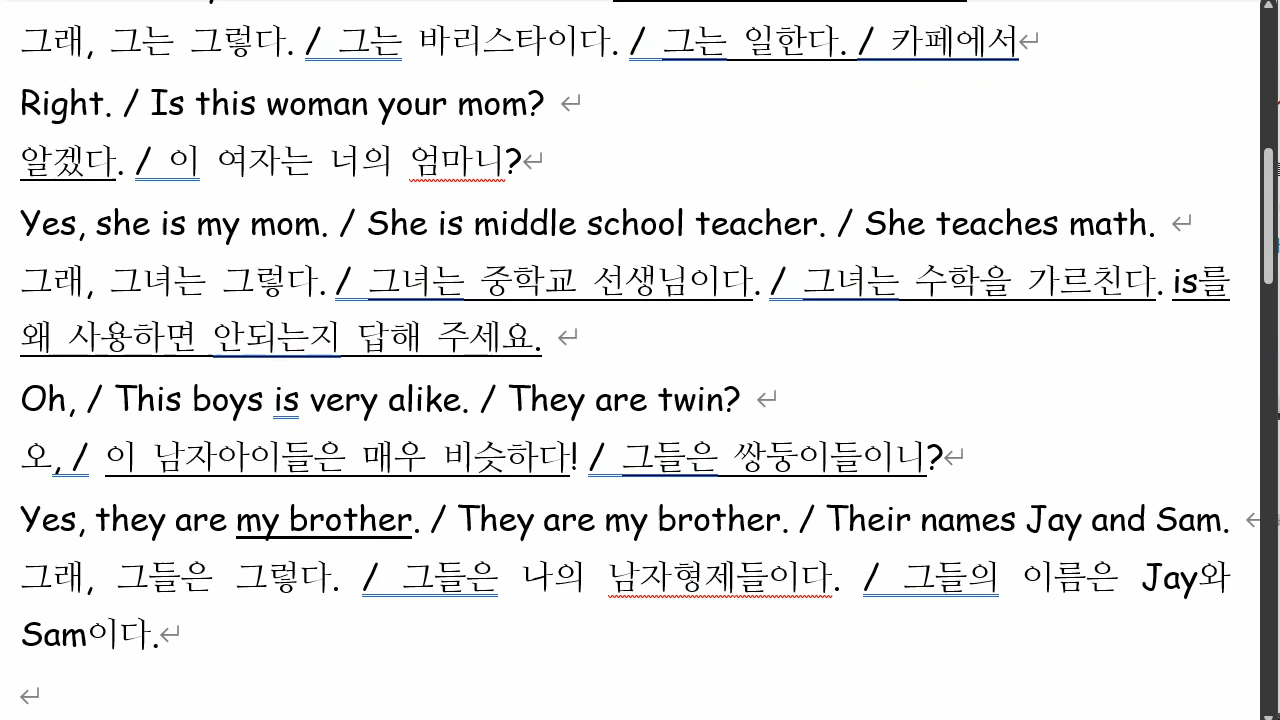 그래, 그는 그렇다. / 그는 바리스타이다. / 그는 일한다. / 카페에서
Right. / Is this woman your mom?
알겠다. / 이 여자는 너의 엄마니?
Yes, she is my mom. / She is middle school teacher. / She teaches math.
그래, 그녀는 그렇다. / 그녀는 중학교 선생님이다. / 그녀는 수학을 가르친다. is를
왜 사용하면 안되는지 답해 주세요.
Oh, / This boys is very alike. / They are twin?
오, / 이 남자아이들은 매우 비슷하다! / 그들은 쌍둥이들이니?
Yes, they are my brother. / They are my brother. / Their names Jay and Sam.
그래, 그들은 그렇다. / 그들은 나의 남자형제들이다. / 그들의 이름은 Jay와
Sam이다.